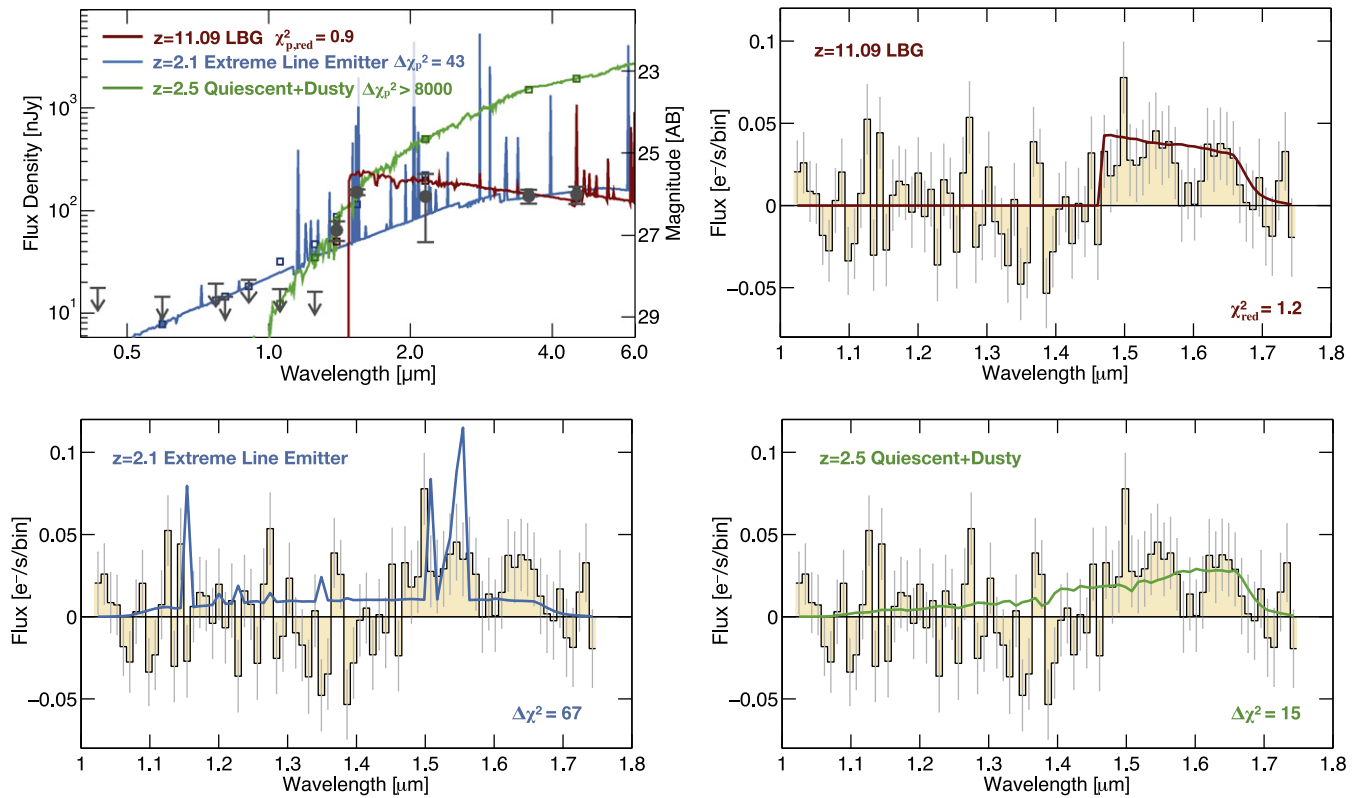 z=11.09 LBG χ²p,red = 0.9
z=2.1 Extreme Line Emitter Δχp² = 43
z=2.5 Quiescent+Dusty Δχp² > 8000
Flux Density [nJy]
10³
10²
10¹
23
25
27
29
Magnitude [AB]
0.5 1.0 2.0 4.0 6.0
Wavelength [μm]
z=11.09 LBG
Flux [e⁻/s/bin]
0.1
0.05
0
−0.05
χ²red = 1.2
1 1.1 1.2 1.3 1.4 1.5 1.6 1.7 1.8
Wavelength [μm]
z=2.1 Extreme Line Emitter
Flux [e⁻/s/bin]
0.1
0.05
0
−0.05
Δχ² = 67
1 1.1 1.2 1.3 1.4 1.5 1.6 1.7 1.8
Wavelength [μm]
z=2.5 Quiescent+Dusty
Flux [e⁻/s/bin]
0.1
0.05
0
−0.05
Δχ² = 15
1 1.1 1.2 1.3 1.4 1.5 1.6 1.7 1.8
Wavelength [μm]